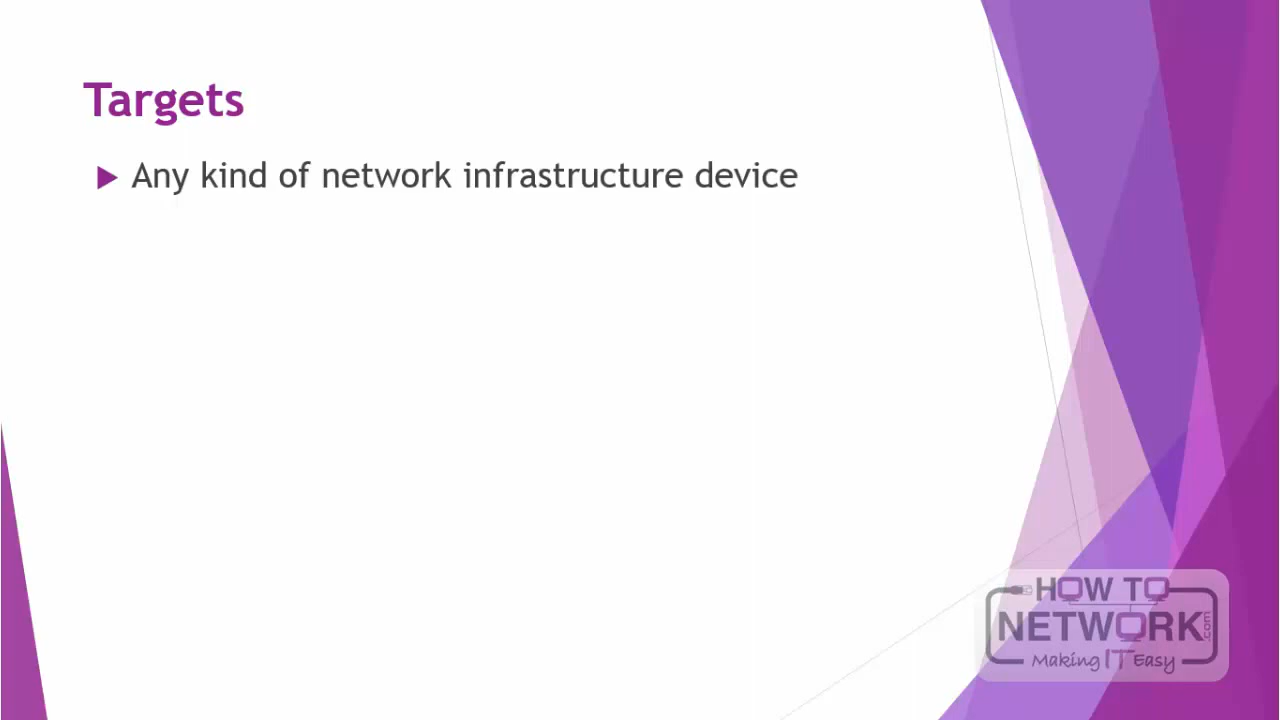 Targets
Any kind of network infrastructure device
HOW TO
NETWORK.com
Making IT Easy